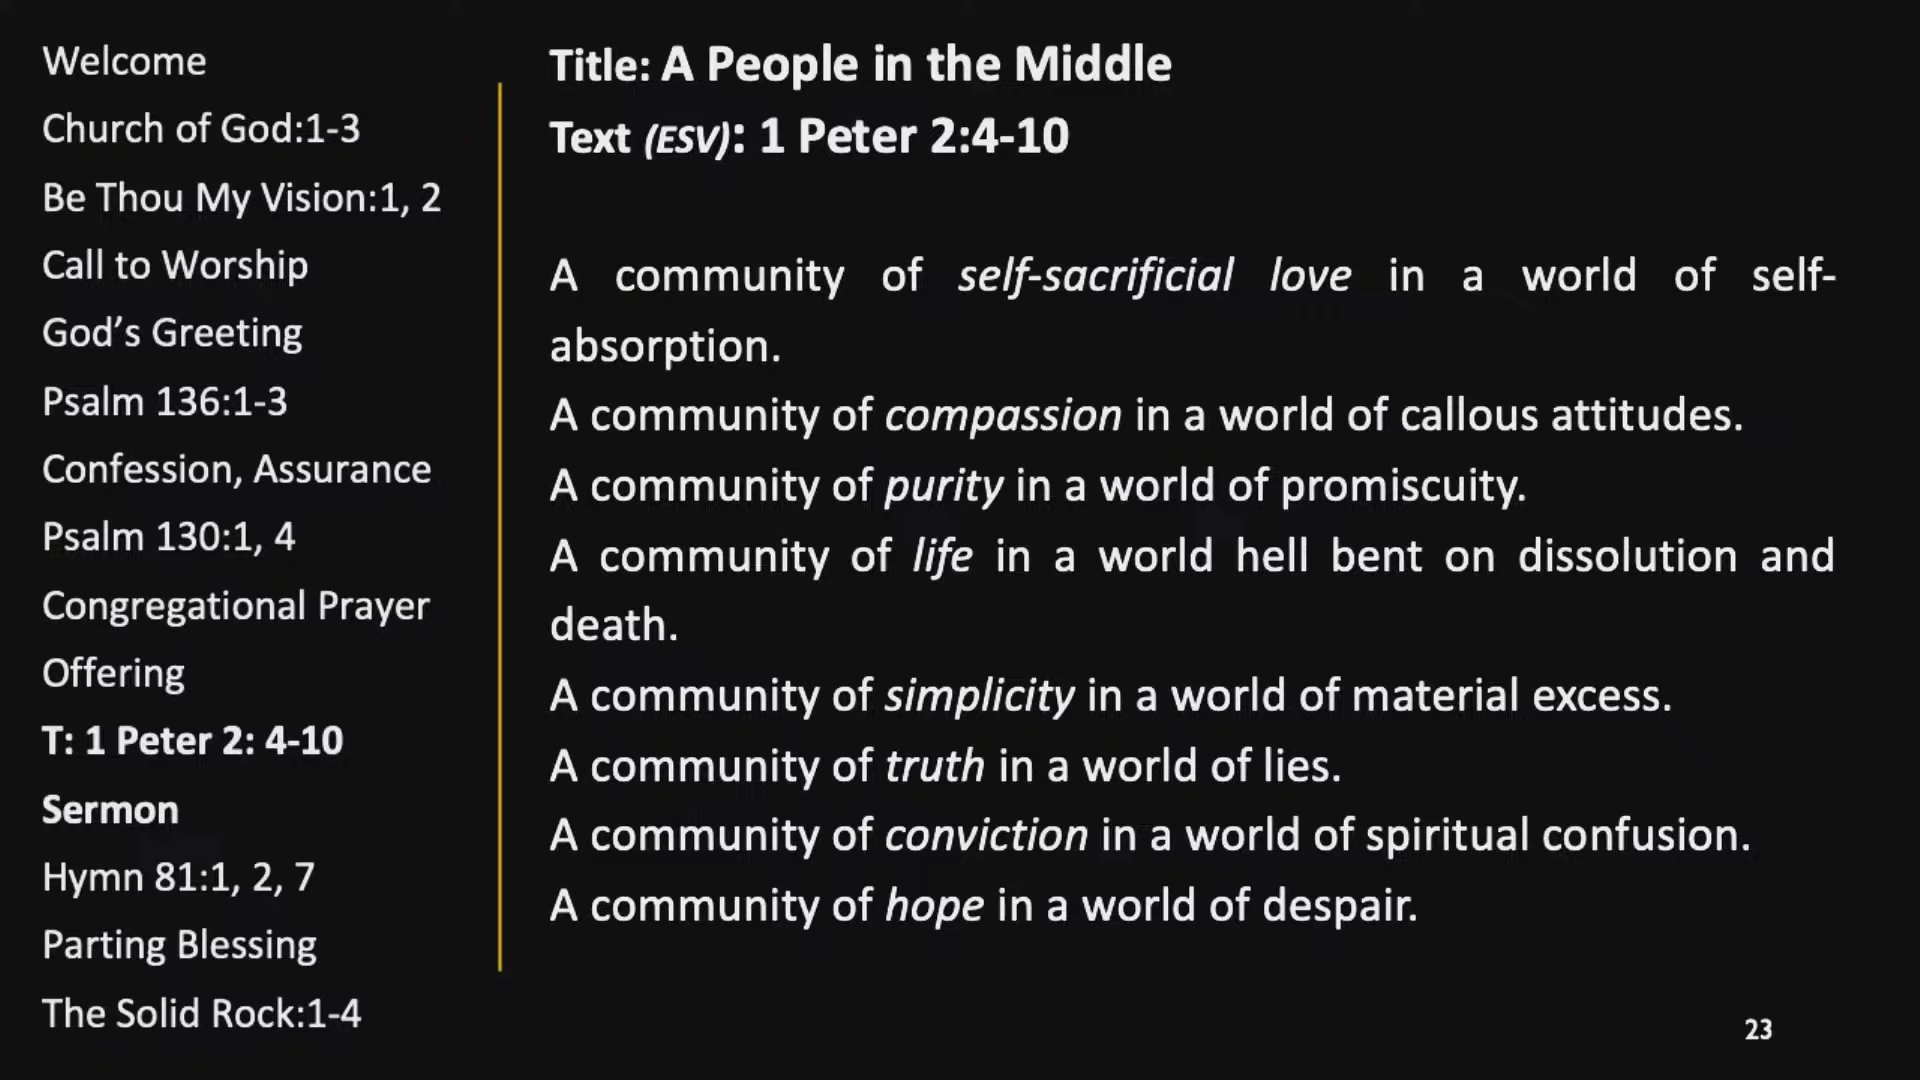 Welcome
Church of God:1-3
Be Thou My Vision:1, 2
Call to Worship
God’s Greeting
Psalm 136:1-3
Confession, Assurance
Psalm 130:1, 4
Congregational Prayer
Offering
T: 1 Peter 2: 4-10
Sermon
Hymn 81:1, 2, 7
Parting Blessing
The Solid Rock:1-4
Title: A People in the Middle
Text (ESV): 1 Peter 2:4-10
A community of self-sacrificial love in a world of self-
absorption.
A community of compassion in a world of callous attitudes.
A community of purity in a world of promiscuity.
A community of life in a world hell bent on dissolution and
death.
A community of simplicity in a world of material excess.
A community of truth in a world of lies.
A community of conviction in a world of spiritual confusion.
A community of hope in a world of despair.
23